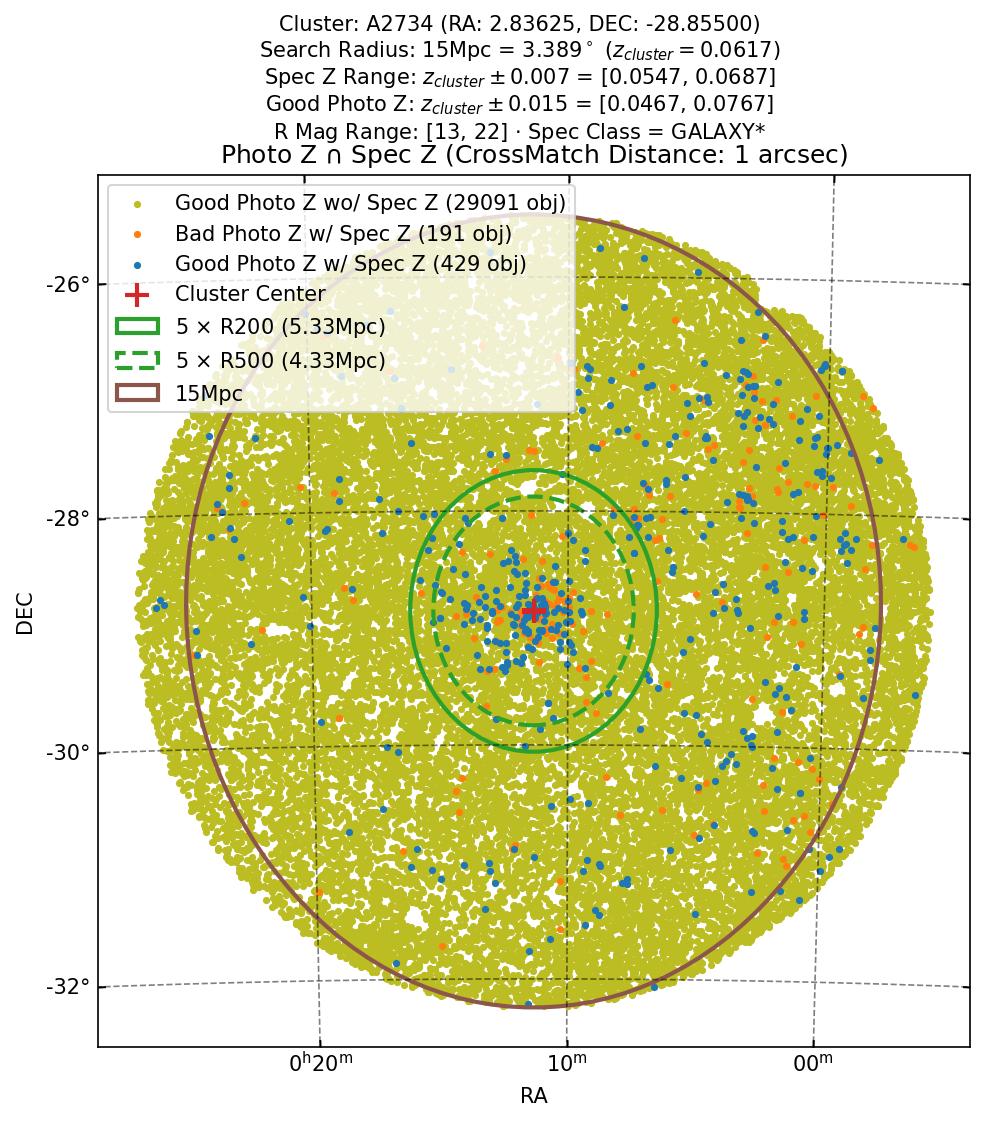 Cluster: A2734 (RA: 2.83625, DEC: -28.85500)
Search Radius: 15Mpc = 3.389° (z_cluster = 0.0617)
Spec Z Range: z_cluster ± 0.007 = [0.0547, 0.0687]
Good Photo Z: z_cluster ± 0.015 = [0.0467, 0.0767]
R Mag Range: [13, 22] · Spec Class = GALAXY*
Photo Z ∩ Spec Z (CrossMatch Distance: 1 arcsec)
Good Photo Z wo/ Spec Z (29091 obj)
Bad Photo Z w/ Spec Z (191 obj)
Good Photo Z w/ Spec Z (429 obj)
Cluster Center
5 × R200 (5.33Mpc)
5 × R500 (4.33Mpc)
15Mpc
-26°
-28°
-30°
-32°
DEC
0h20m
10m
00m
RA